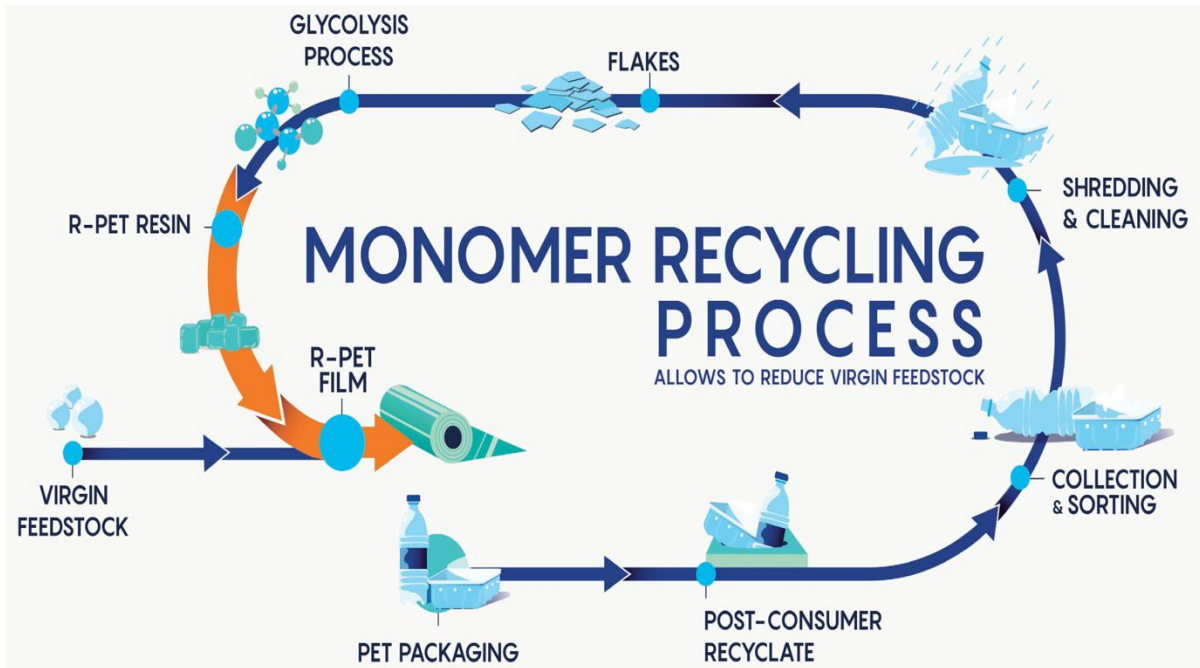 GLYCOLYSIS
PROCESS
FLAKES
SHREDDING
& CLEANING
R-PET RESIN
MONOMER RECYCLING
PROCESS
ALLOWS TO REDUCE VIRGIN FEEDSTOCK
R-PET
FILM
VIRGIN
FEEDSTOCK
COLLECTION
& SORTING
PET PACKAGING
POST-CONSUMER
RECYCLATE